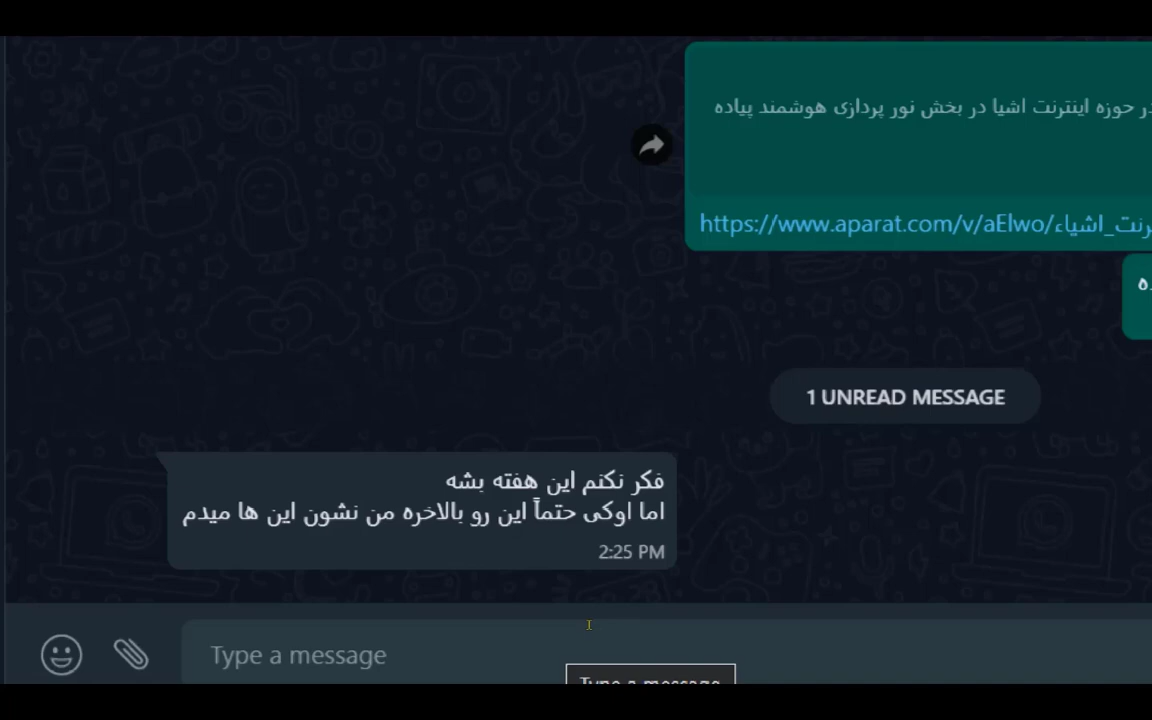 در حوزه اینترنت اشیا در بخش نور پردازی هوشمند پیاده
https://www.aparat.com/v/aElwo/
1 UNREAD MESSAGE
فکر نکنم این هفته بشه
اما اوکی حتماً این رو بالاخره من نشون این ها میدم
2:25 PM
Type a message
Type a message